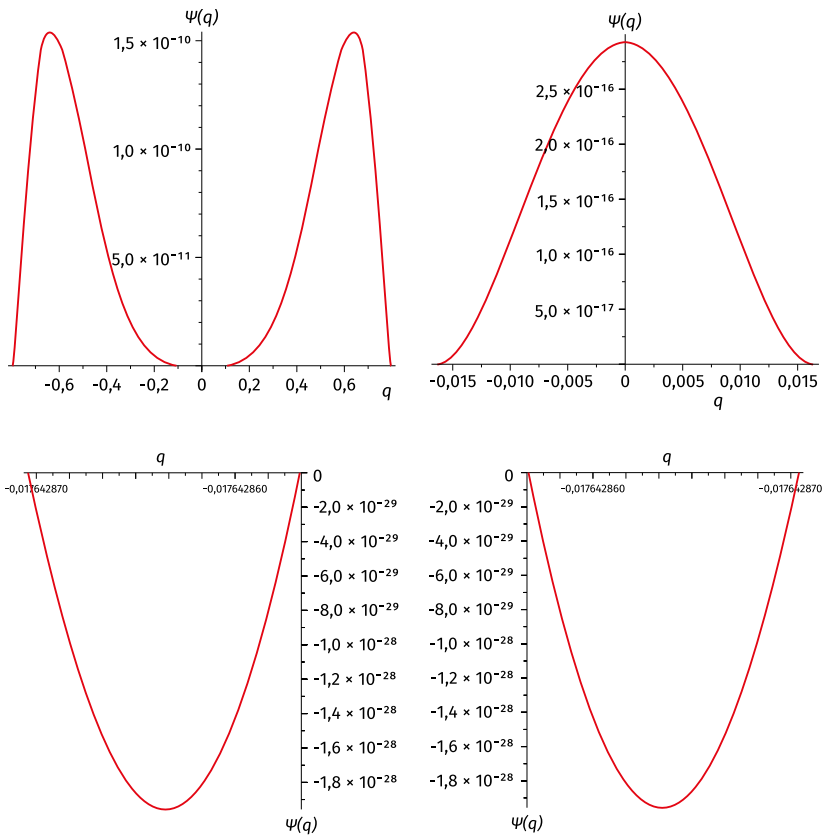 Ψ(q)
1,5 × 10⁻¹⁰
1,0 × 10⁻¹⁰
5,0 × 10⁻¹¹
-0,6 -0,4 -0,2 0 0,2 0,4 0,6 q
Ψ(q)
2,5 × 10⁻¹⁶
2,0 × 10⁻¹⁶
1,5 × 10⁻¹⁶
1,0 × 10⁻¹⁶
5,0 × 10⁻¹⁷
-0,015 -0,010 -0,005 0 0,005 0,010 0,015
q
q
0
-0,017642870 -0,017642860
-2,0 × 10⁻²⁹
-4,0 × 10⁻²⁹
-6,0 × 10⁻²⁹
-8,0 × 10⁻²⁹
-1,0 × 10⁻²⁸
-1,2 × 10⁻²⁸
-1,4 × 10⁻²⁸
-1,6 × 10⁻²⁸
-1,8 × 10⁻²⁸
Ψ(q)
q
0
-0,017642860 -0,017642870
-2,0 × 10⁻²⁹
-4,0 × 10⁻²⁹
-6,0 × 10⁻²⁹
-8,0 × 10⁻²⁹
-1,0 × 10⁻²⁸
-1,2 × 10⁻²⁸
-1,4 × 10⁻²⁸
-1,6 × 10⁻²⁸
-1,8 × 10⁻²⁸
Ψ(q)